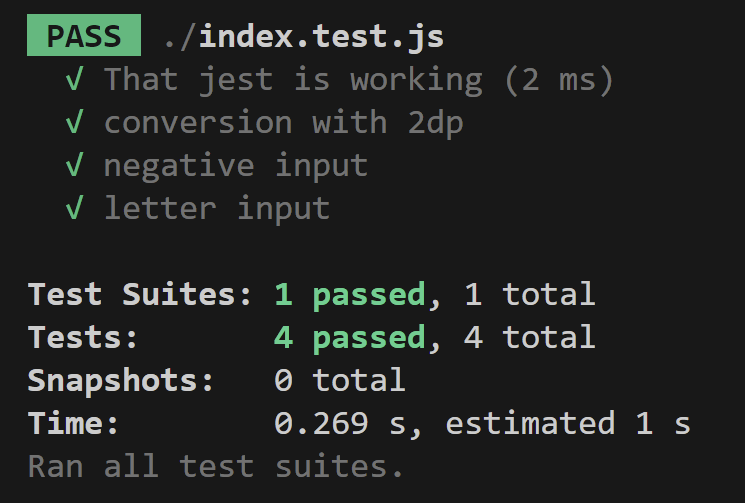 PASS ./index.test.js
√ That jest is working (2 ms)
√ conversion with 2dp
√ negative input
√ letter input
Test Suites: 1 passed, 1 total
Tests: 4 passed, 4 total
Snapshots: 0 total
Time: 0.269 s, estimated 1 s
Ran all test suites.